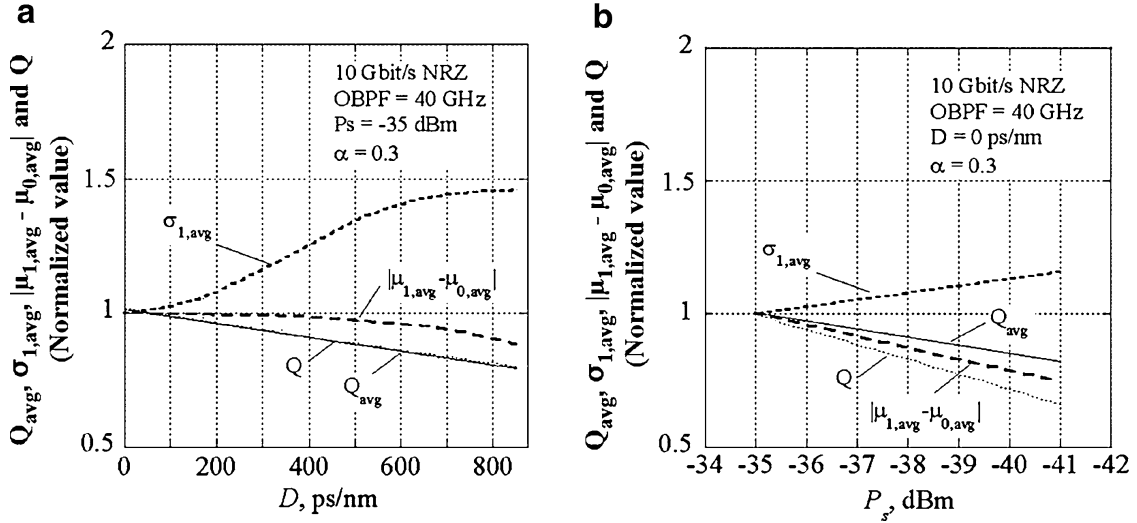 a
Q_avg, σ_1,avg, |μ_1,avg - μ_0,avg| and Q
(Normalized value)
2
1.5
1
0.5
10 Gbit/s NRZ
OBPF = 40 GHz
Ps = -35 dBm
α = 0.3
σ_1,avg
|μ_1,avg-μ_0,avg|
Q
Q_avg
0
200
400
600
800
D, ps/nm
b
Q_avg, σ_1,avg, |μ_1,avg - μ_0,avg| and Q
(Normalized value)
2
1.5
1
0.5
10 Gbit/s NRZ
OBPF = 40 GHz
D = 0 ps/nm
α = 0.3
σ_1,avg
Q_avg
Q
|μ_1,avg-μ_0,avg|
-34
-35
-36
-37
-38
-39
-40
-41
-42
P_s, dBm